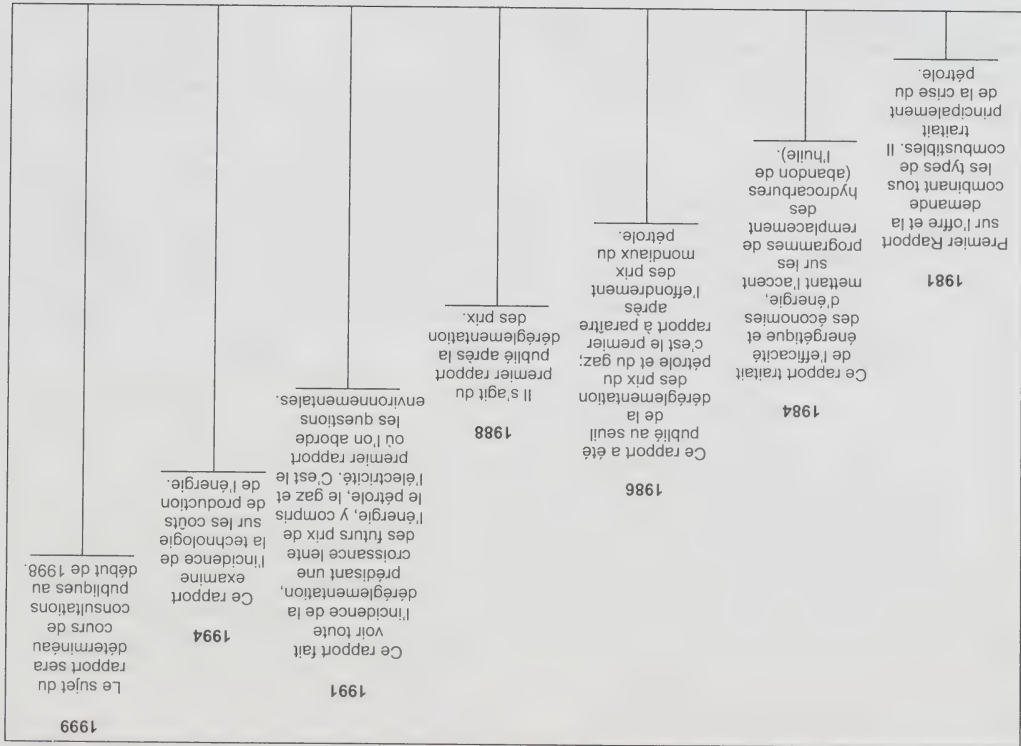 1981
Premier Rapport
sur l'offre et la
demande
combinant tous
les types de
combustibles. Il
traitait
principalement
de la crise du
pétrole.
1984
Ce rapport traitait
de l'efficacité
énergétique et
des économies
d'énergie,
mettant l'accent
sur les
programmes de
remplacement
des
hydrocarbures
(abandon de
l'huile).
1986
Ce rapport a été
publié au seuil
de la
déréglementation
des prix du
pétrole et du gaz;
c'est le premier
rapport à paraître
après
l'effondrement
des prix
mondiaux du
pétrole.
1988
Il s'agit du
premier rapport
publié après la
déréglementation
des prix.
1991
Ce rapport fait
voir toute
l'incidence de la
déréglementation,
prédisant une
croissance lente
des futurs prix de
l'énergie, y compris
le pétrole, le gaz et
l'électricité. C'est le
premier rapport
où l'on aborde
les questions
environnementales.
1994
Ce rapport
examine
l'incidence de
la technologie
sur les coûts
de production
de l'énergie.
1999
Le sujet du
rapport sera
déterminéau
cours de
consultations
publiques au
début de 1998.